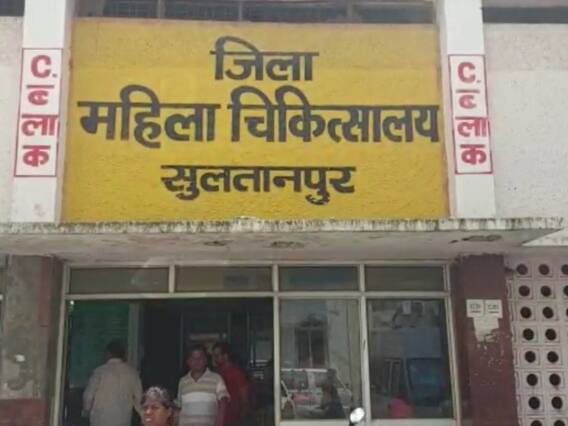 जिला
महिला चिकित्सालय
सुलतानपुर
C.
ब्लाक
C.
ब्लाक